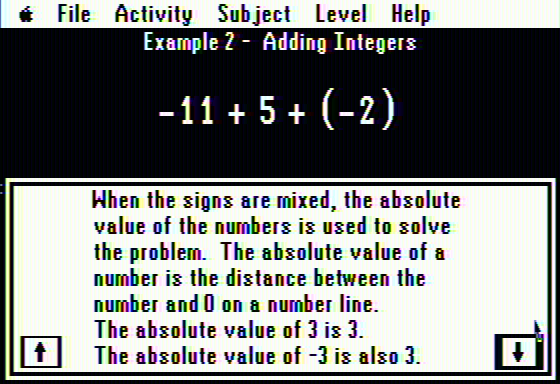 File Activity Subject Level Help
Example 2 - Adding Integers
-11 + 5 + (-2)
When the signs are mixed, the absolute
value of the numbers is used to solve
the problem. The absolute value of a
number is the distance between the
number and 0 on a number line.
The absolute value of 3 is 3.
The absolute value of -3 is also 3.